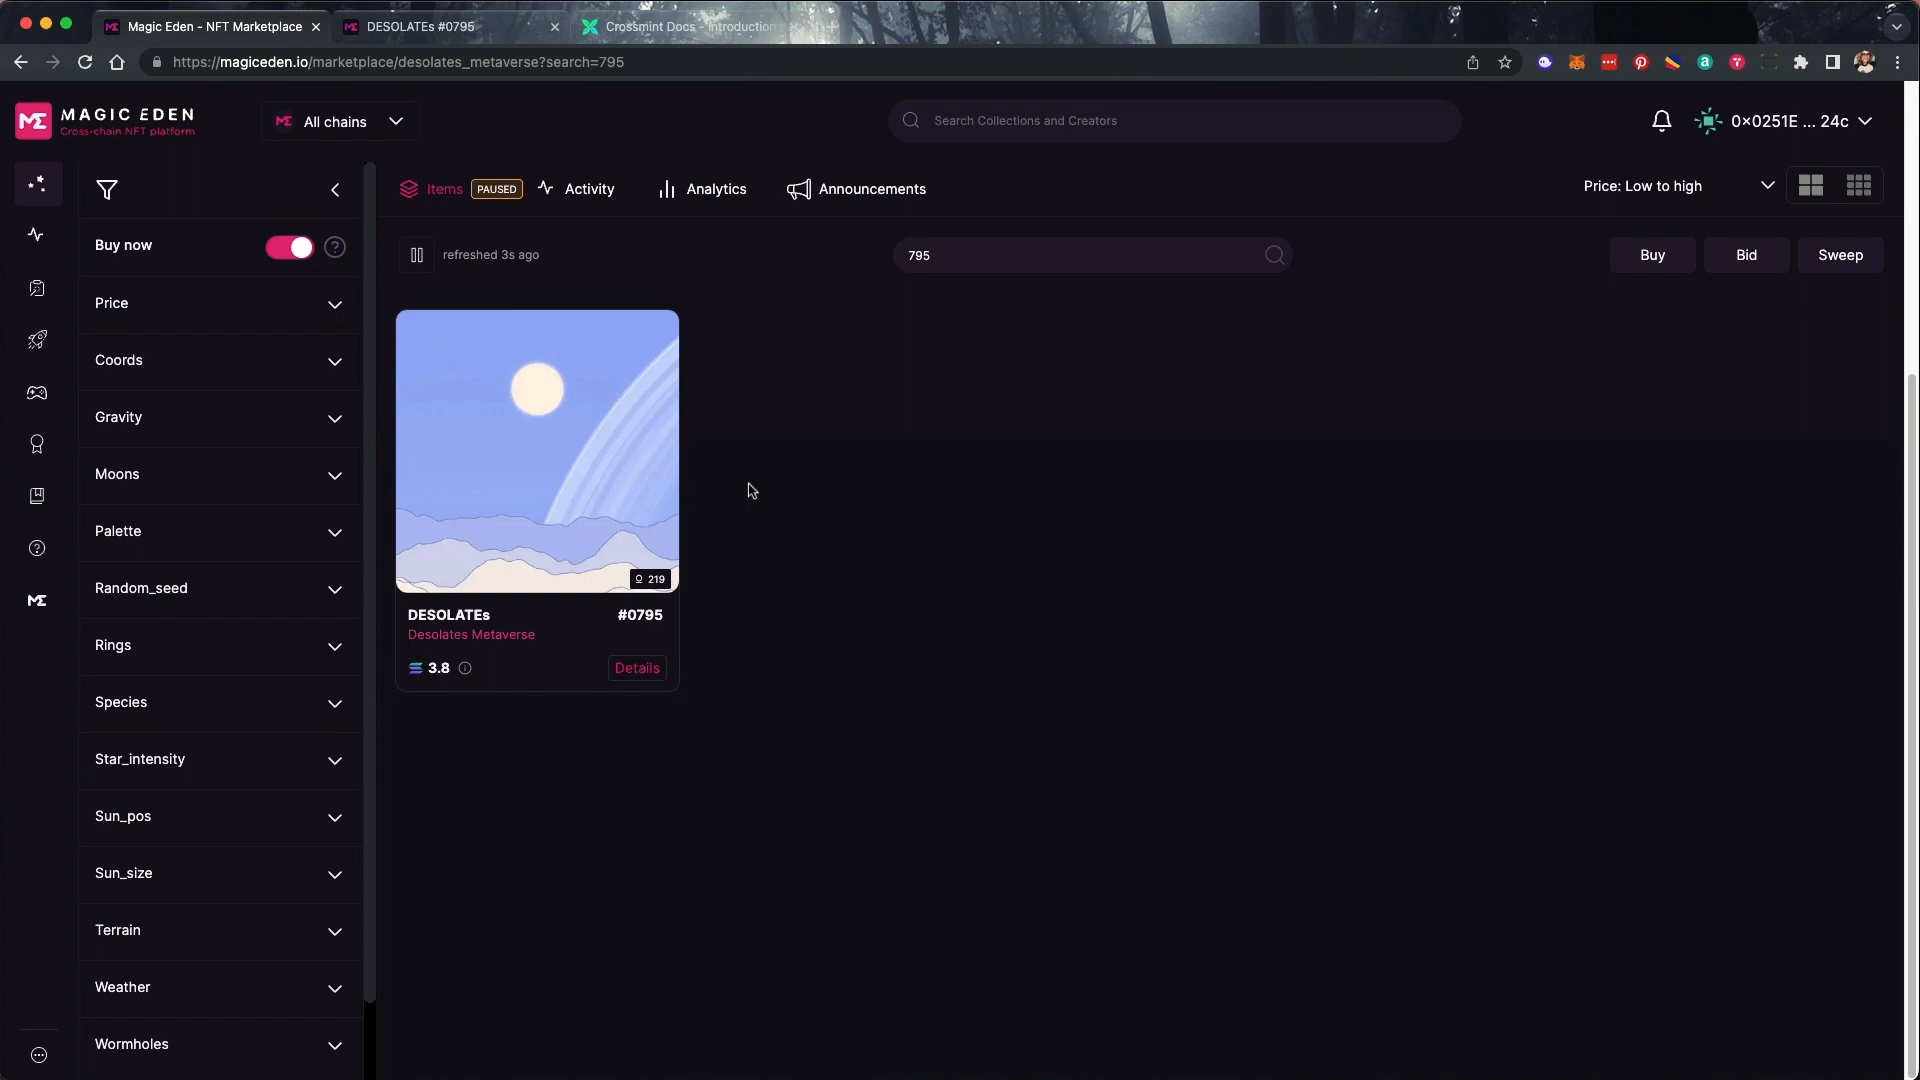 Magic Eden - NFT Marketplace
DESOLATEs #0795
Crossmint Docs - Introduction
https://magiceden.io/marketplace/desolates_metaverse?search=795
MAGIC EDEN
Cross-chain NFT platform
All chains
Search Collections and Creators
0x0251E ... 24c
Items PAUSED
Activity
Analytics
Announcements
Price: Low to high
Buy now
refreshed 3s ago
795
Buy
Bid
Sweep
Price
Coords
Gravity
Moons
Palette
Random_seed
Rings
Species
Star_intensity
Sun_pos
Sun_size
Terrain
Weather
Wormholes
219
DESOLATEs #0795
Desolates Metaverse
3.8
Details